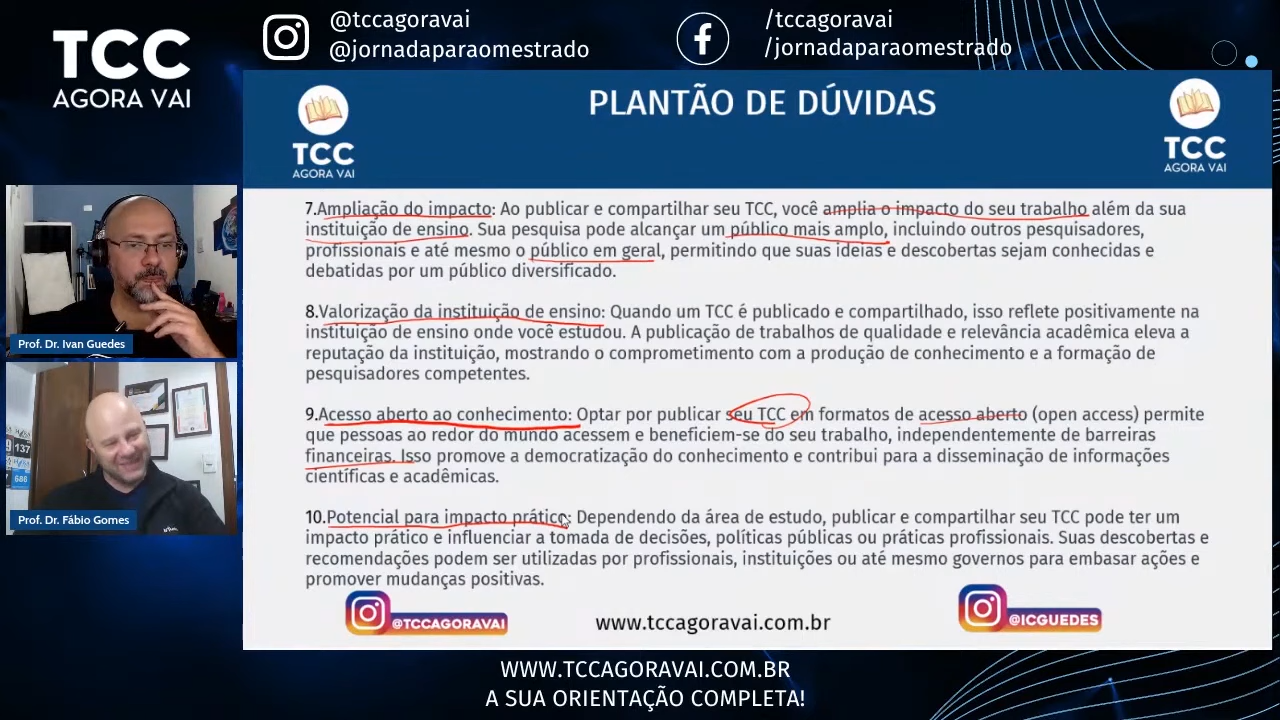 TCC
AGORA VAI
@tccagoravai
@jornadaparaomestrado
/tccagoravai
/jornadaparaomestrado
TCC
AGORA VAI
PLANTÃO DE DÚVIDAS
TCC
AGORA VAI
7.Ampliação do impacto: Ao publicar e compartilhar seu TCC, você amplia o impacto do seu trabalho além da sua
instituição de ensino. Sua pesquisa pode alcançar um público mais amplo, incluindo outros pesquisadores,
profissionais e até mesmo o público em geral, permitindo que suas ideias e descobertas sejam conhecidas e
debatidas por um público diversificado.
8.Valorização da instituição de ensino: Quando um TCC é publicado e compartilhado, isso reflete positivamente na
instituição de ensino onde você estudou. A publicação de trabalhos de qualidade e relevância acadêmica eleva a
reputação da instituição, mostrando o comprometimento com a produção de conhecimento e a formação de
pesquisadores competentes.
9.Acesso aberto ao conhecimento: Optar por publicar seu TCC em formatos de acesso aberto (open access) permite
que pessoas ao redor do mundo acessem e beneficiem-se do seu trabalho, independentemente de barreiras
financeiras. Isso promove a democratização do conhecimento e contribui para a disseminação de informações
científicas e acadêmicas.
10.Potencial para impacto prático: Dependendo da área de estudo, publicar e compartilhar seu TCC pode ter um
impacto prático e influenciar a tomada de decisões, políticas públicas ou práticas profissionais. Suas descobertas e
recomendações podem ser utilizadas por profissionais, instituições ou até mesmo governos para embasar ações e
promover mudanças positivas.
@TCCAGORAVAI
www.tccagoravai.com.br
@ICGUEDES
Prof. Dr. Ivan Guedes
137
688
Prof. Dr. Fábio Gomes
WWW.TCCAGORAVAI.COM.BR
A SUA ORIENTAÇÃO COMPLETA!